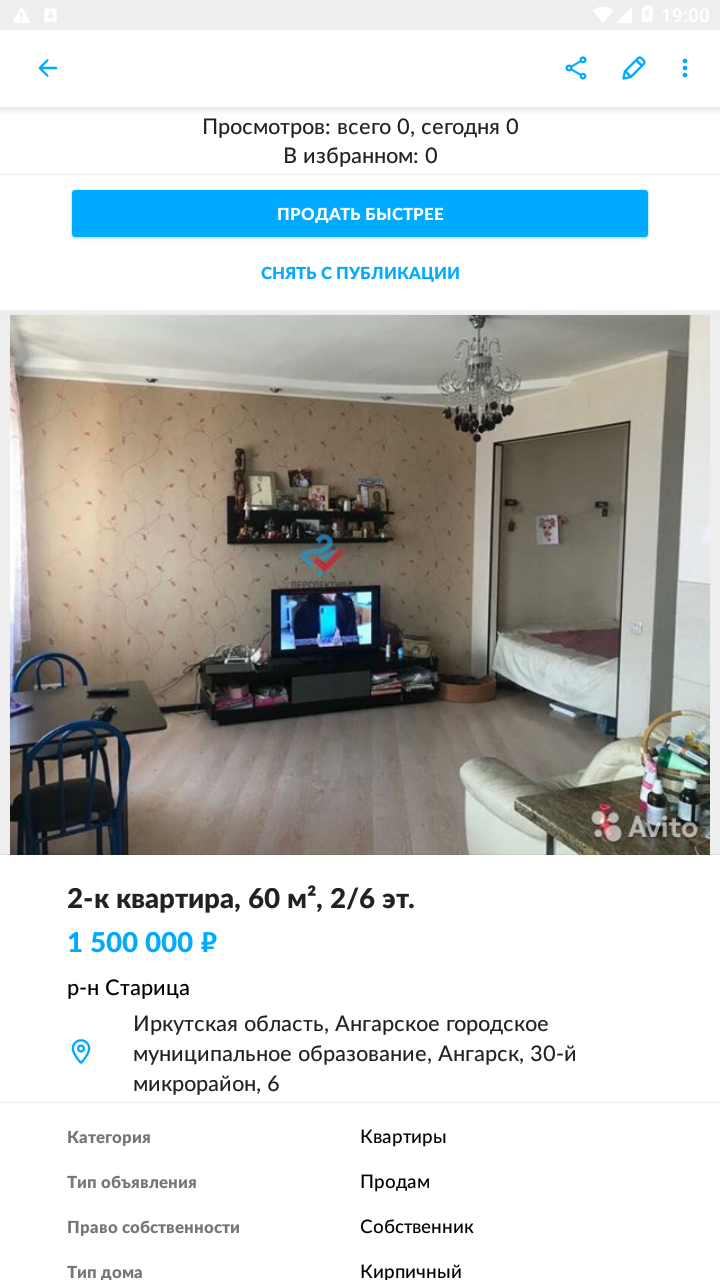 19:00
Просмотров: всего 0, сегодня 0
В избранном: 0
ПРОДАТЬ БЫСТРЕЕ
СНЯТЬ С ПУБЛИКАЦИИ
ПЕРСПЕКТИВА
Avito
2-к квартира, 60 м², 2/6 эт.
1 500 000 ₽
р-н Старица
Иркутская область, Ангарское городское
муниципальное образование, Ангарск, 30-й
микрорайон, 6
Категория Квартиры
Тип объявления Продам
Право собственности Собственник
Тип дома Кирпичный